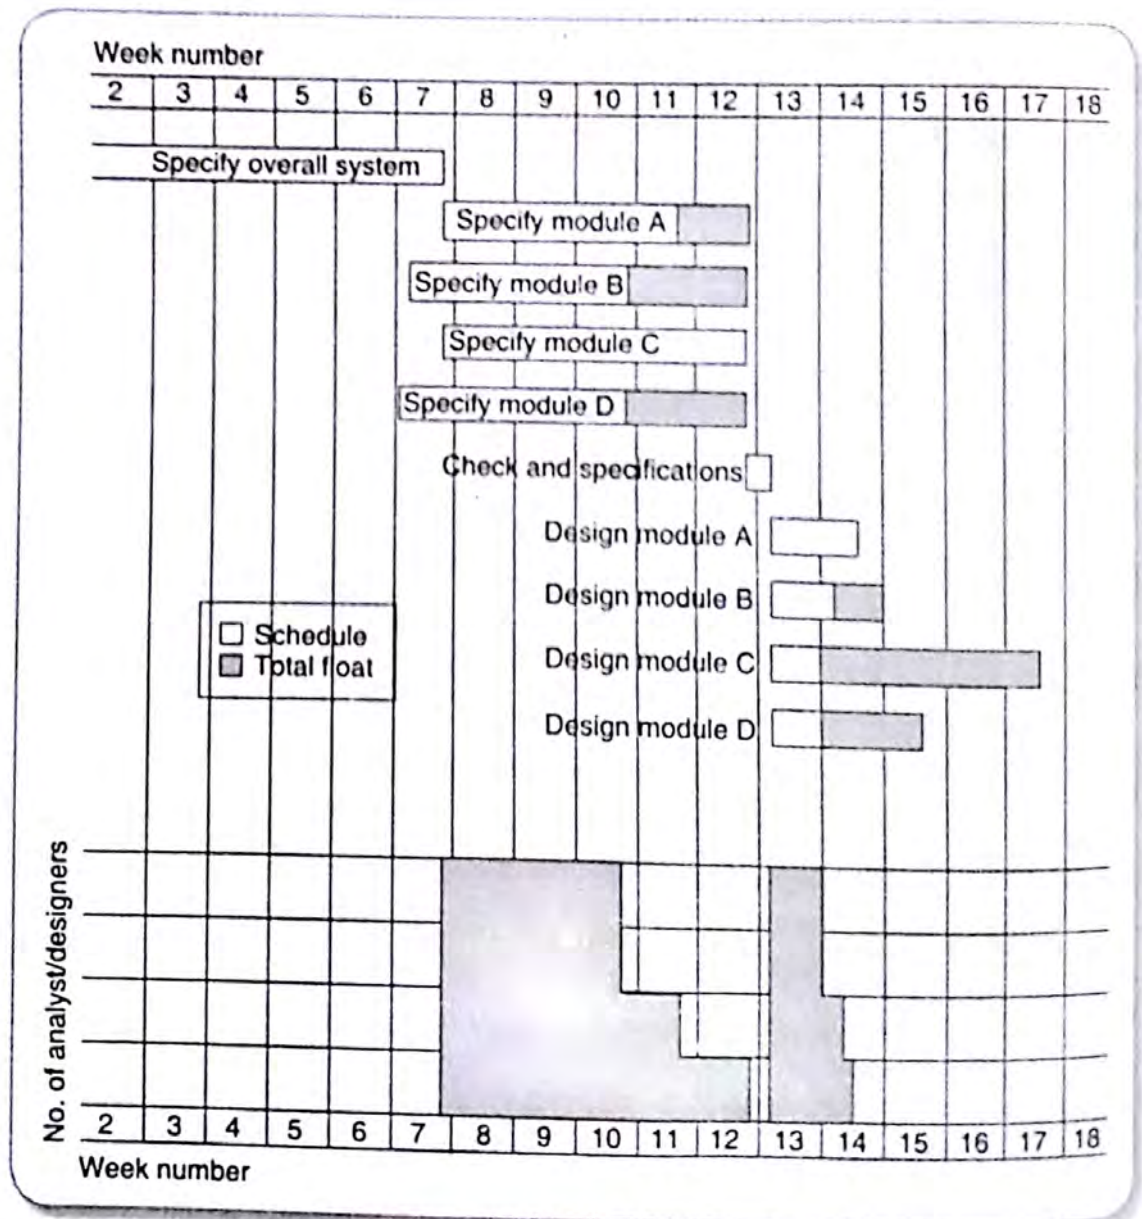 Week number
2 3 4 5 6 7 8 9 10 11 12 13 14 15 16 17 18
Specify overall system
Specify module A
Specify module B
Specify module C
Specify module D
Check and specifications
Design module A
Design module B
Schedule
Total float
Design module C
Design module D
No. of analyst/designers
2 3 4 5 6 7 8 9 10 11 12 13 14 15 16 17 18
Week number